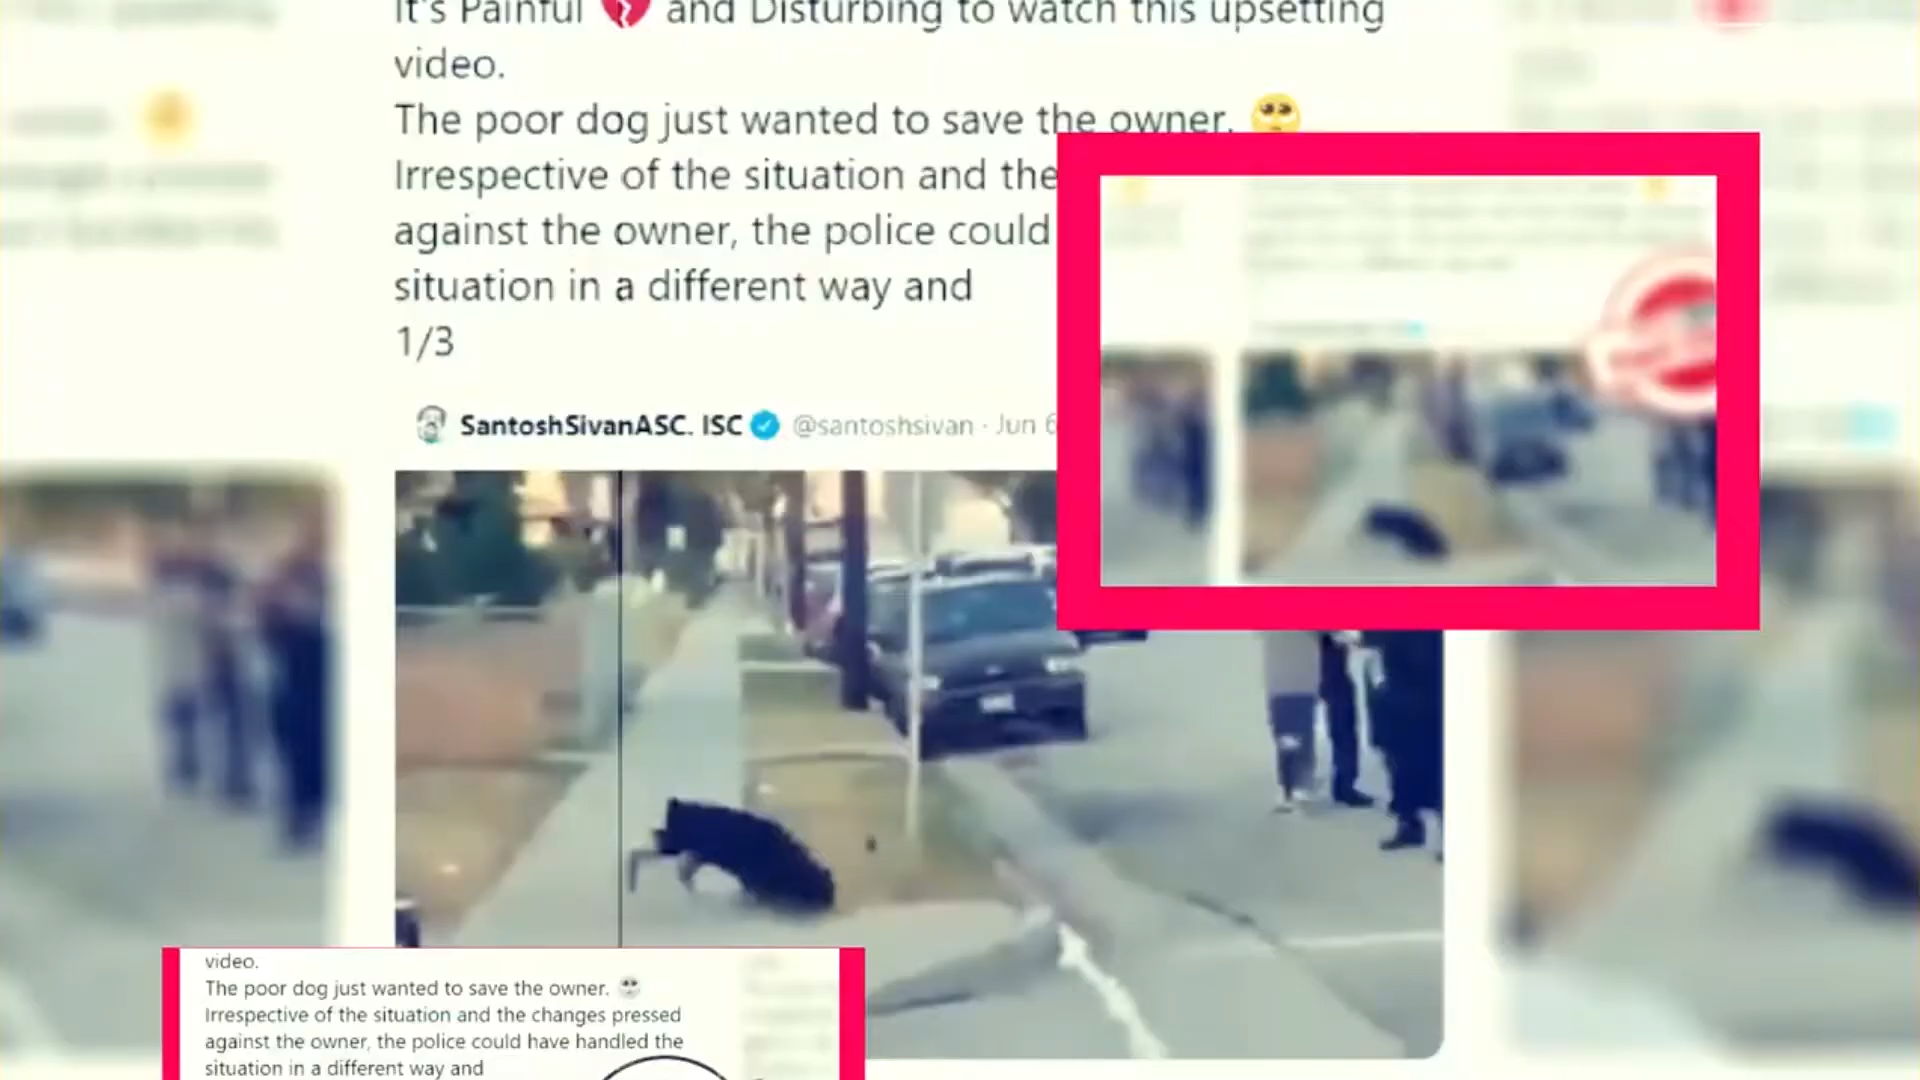 It's Painful 💔 and Disturbing to watch this upsetting
video.
The poor dog just wanted to save the owner. 🥺
Irrespective of the situation and the
against the owner, the police could
situation in a different way and
1/3
SantoshSivanASC. ISC @santoshsivan · Jun 6
video.
The poor dog just wanted to save the owner. 🥺
Irrespective of the situation and the changes pressed
against the owner, the police could have handled the
situation in a different way and